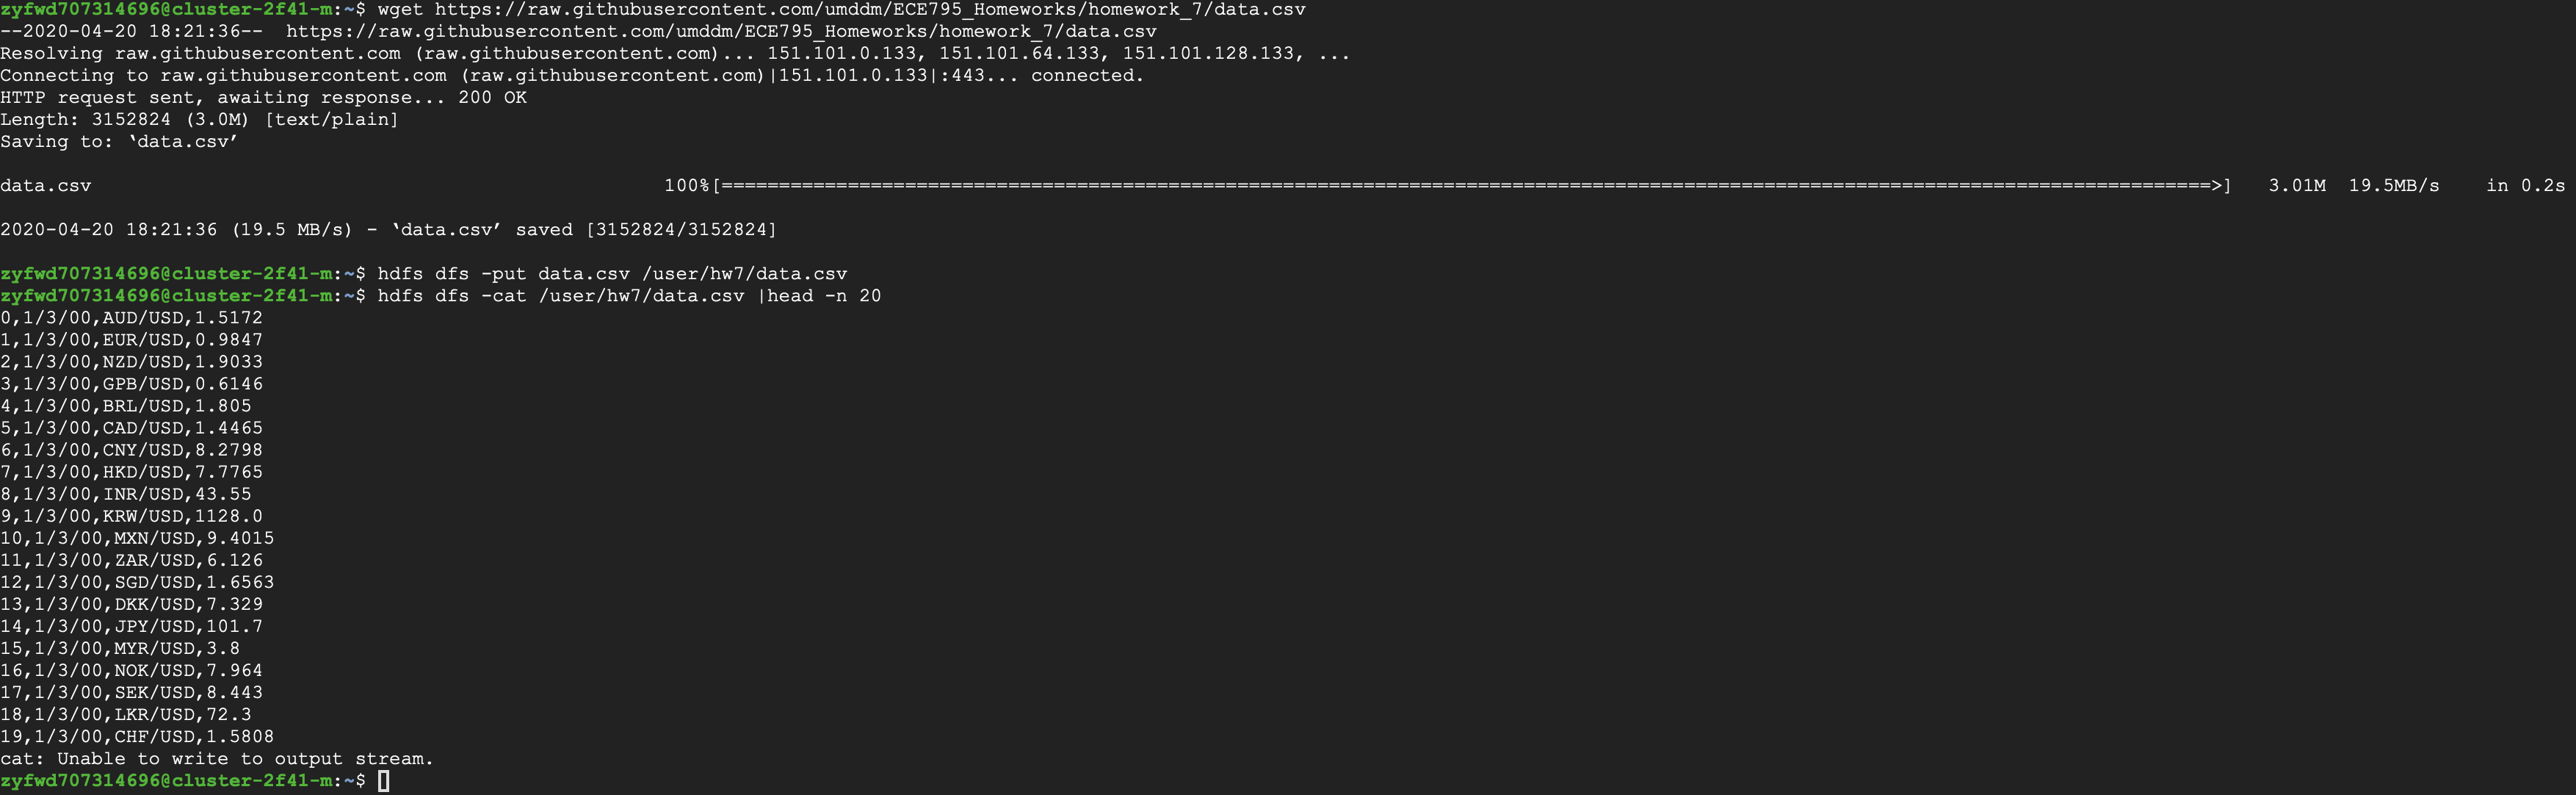 zyfwd707314696@cluster-2f41-m:~$ wget https://raw.githubusercontent.com/umddm/ECE795_Homeworks/homework_7/data.csv
--2020-04-20 18:21:36--  https://raw.githubusercontent.com/umddm/ECE795_Homeworks/homework_7/data.csv
Resolving raw.githubusercontent.com (raw.githubusercontent.com)... 151.101.0.133, 151.101.64.133, 151.101.128.133, ...
Connecting to raw.githubusercontent.com (raw.githubusercontent.com)|151.101.0.133|:443... connected.
HTTP request sent, awaiting response... 200 OK
Length: 3152824 (3.0M) [text/plain]
Saving to: ‘data.csv’
data.csv 100%[==================================================================================================================================>] 3.01M 19.5MB/s in 0.2s
2020-04-20 18:21:36 (19.5 MB/s) - ‘data.csv’ saved [3152824/3152824]
zyfwd707314696@cluster-2f41-m:~$ hdfs dfs -put data.csv /user/hw7/data.csv
zyfwd707314696@cluster-2f41-m:~$ hdfs dfs -cat /user/hw7/data.csv |head -n 20
0,1/3/00,AUD/USD,1.5172
1,1/3/00,EUR/USD,0.9847
2,1/3/00,NZD/USD,1.9033
3,1/3/00,GPB/USD,0.6146
4,1/3/00,BRL/USD,1.805
5,1/3/00,CAD/USD,1.4465
6,1/3/00,CNY/USD,8.2798
7,1/3/00,HKD/USD,7.7765
8,1/3/00,INR/USD,43.55
9,1/3/00,KRW/USD,1128.0
10,1/3/00,MXN/USD,9.4015
11,1/3/00,ZAR/USD,6.126
12,1/3/00,SGD/USD,1.6563
13,1/3/00,DKK/USD,7.329
14,1/3/00,JPY/USD,101.7
15,1/3/00,MYR/USD,3.8
16,1/3/00,NOK/USD,7.964
17,1/3/00,SEK/USD,8.443
18,1/3/00,LKR/USD,72.3
19,1/3/00,CHF/USD,1.5808
cat: Unable to write to output stream.
zyfwd707314696@cluster-2f41-m:~$